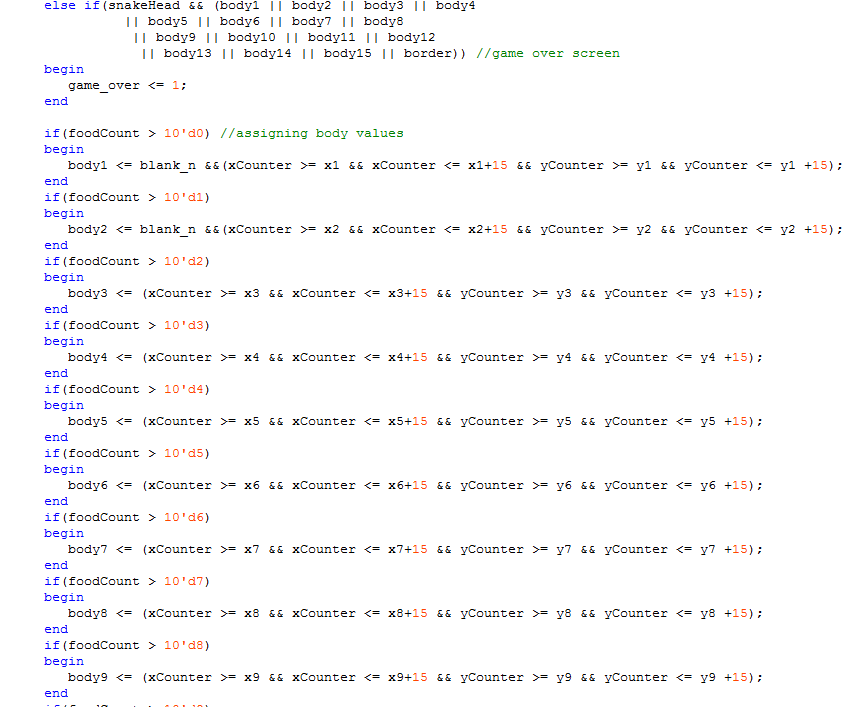 else if(snakeHead && (body1 || body2 || body3 || body4
|| body5 || body6 || body7 || body8
|| body9 || body10 || body11 || body12
|| body13 || body14 || body15 || border)) //game over screen
begin
game_over <= 1;
end
if(foodCount > 10'd0) //assigning body values
begin
body1 <= blank_n &&(xCounter >= x1 && xCounter <= x1+15 && yCounter >= y1 && yCounter <= y1 +15);
end
if(foodCount > 10'd1)
begin
body2 <= blank_n &&(xCounter >= x2 && xCounter <= x2+15 && yCounter >= y2 && yCounter <= y2 +15);
end
if(foodCount > 10'd2)
begin
body3 <= (xCounter >= x3 && xCounter <= x3+15 && yCounter >= y3 && yCounter <= y3 +15);
end
if(foodCount > 10'd3)
begin
body4 <= (xCounter >= x4 && xCounter <= x4+15 && yCounter >= y4 && yCounter <= y4 +15);
end
if(foodCount > 10'd4)
begin
body5 <= (xCounter >= x5 && xCounter <= x5+15 && yCounter >= y5 && yCounter <= y5 +15);
end
if(foodCount > 10'd5)
begin
body6 <= (xCounter >= x6 && xCounter <= x6+15 && yCounter >= y6 && yCounter <= y6 +15);
end
if(foodCount > 10'd6)
begin
body7 <= (xCounter >= x7 && xCounter <= x7+15 && yCounter >= y7 && yCounter <= y7 +15);
end
if(foodCount > 10'd7)
begin
body8 <= (xCounter >= x8 && xCounter <= x8+15 && yCounter >= y8 && yCounter <= y8 +15);
end
if(foodCount > 10'd8)
begin
body9 <= (xCounter >= x9 && xCounter <= x9+15 && yCounter >= y9 && yCounter <= y9 +15);
end